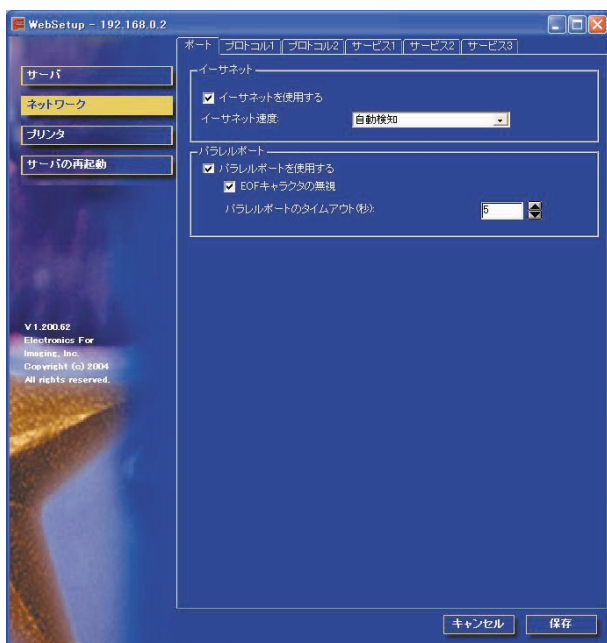 WebSetup - 192.168.0.2
サーバ
ネットワーク
プリンタ
サーバの再起動
V 1.200.62
Electronics For
Imaging, Inc.
Copyright (c) 2004
All rights reserved.
ポート プロトコル1 プロトコル2 サービス1 サービス2 サービス3
イーサネット
イーサネットを使用する
イーサネット速度: 自動検知
パラレルポート
パラレルポートを使用する
EOFキャラクタの無視
パラレルポートのタイムアウト(秒): 5
キャンセル 保存